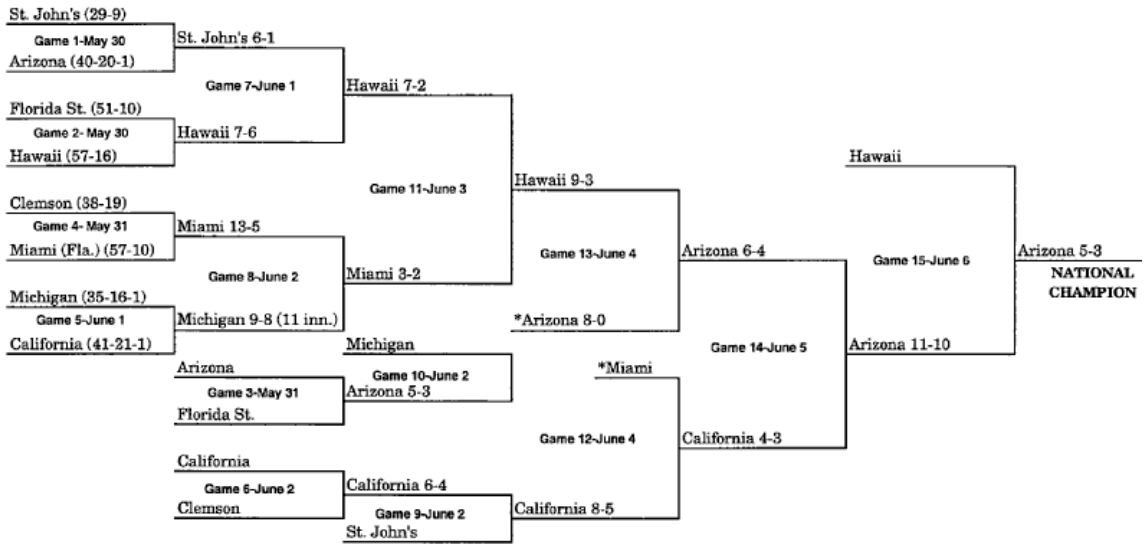 St. John's (29-9)
Game 1-May 30
Arizona (40-20-1)
Florida St. (51-10)
Game 2- May 30
Hawaii (57-16)
Clemson (38-19)
Game 4- May 31
Miami (Fla.) (57-10)
Michigan (35-16-1)
Game 5-June 1
California (41-21-1)
St. John's 6-1
Game 7-June 1
Hawaii 7-6
Miami 13-5
Game 8-June 2
Michigan 9-8 (11 inn.)
Arizona
Game 3-May 31
Florida St.
California
Game 6-June 2
Clemson
Hawaii 7-2
Game 11-June 3
Miami 3-2
Michigan
Game 10-June 2
Arizona 5-3
California 6-4
Game 9-June 2
St. John's
Hawaii 9-3
Game 13-June 4
*Arizona 8-0
*Miami
Game 12-June 4
California 8-5
Arizona 6-4
Game 14-June 5
California 4-3
Hawaii
Game 15-June 6
Arizona 11-10
Arizona 5-3
NATIONAL
CHAMPION